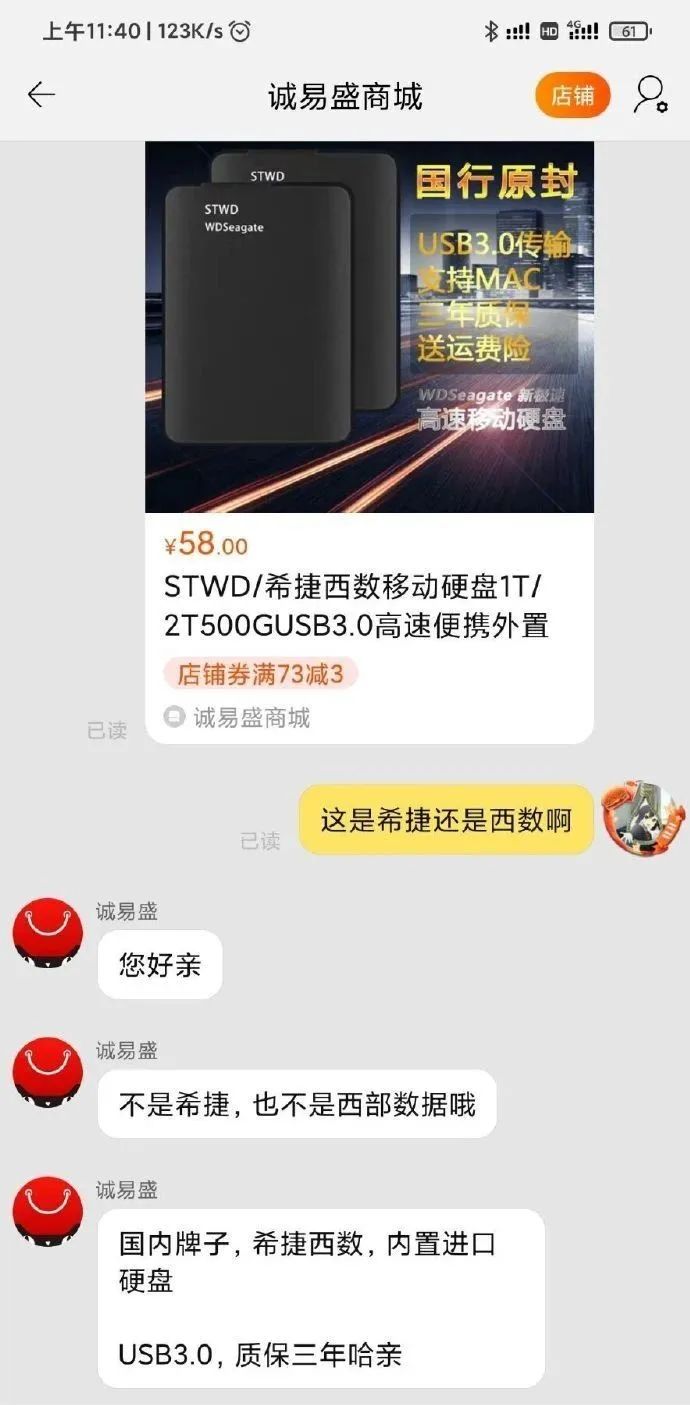 上午11:40 | 123K/s
HD
4G
61
诚易盛商城
店铺
STWD
STWD
WDSeagate
国行原封
USB3.0传输
支持MAC
三年质保
送运费险
WDSeagate 新极速
高速移动硬盘
¥58.00
STWD/希捷西数移动硬盘1T/
2T500GUSB3.0高速便携外置
店铺券满73减3
诚易盛商城
已读
这是希捷还是西数啊
已读
诚易盛
您好亲
诚易盛
不是希捷，也不是西部数据哦
诚易盛
国内牌子，希捷西数，内置进口
硬盘
USB3.0，质保三年哈亲